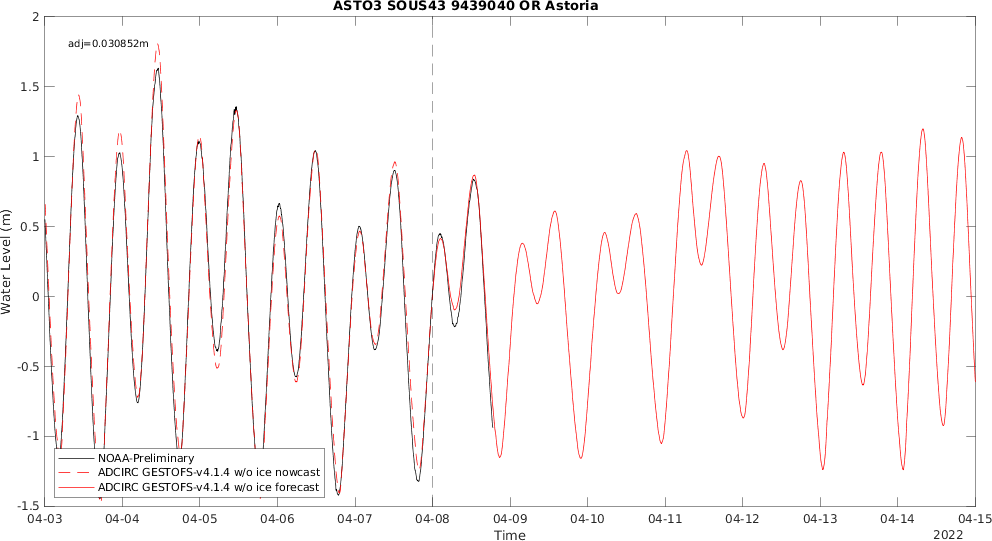 ASTO3 SOUS43 9439040 OR Astoria
adj=0.030852m
2
1.5
1
0.5
0
-0.5
-1
-1.5
Water Level (m)
NOAA-Preliminary
ADCIRC GESTOFS-v4.1.4 w/o ice nowcast
ADCIRC GESTOFS-v4.1.4 w/o ice forecast
04-03 04-04 04-05 04-06 04-07 04-08 04-09 04-10 04-11 04-12 04-13 04-14 04-15
Time
2022